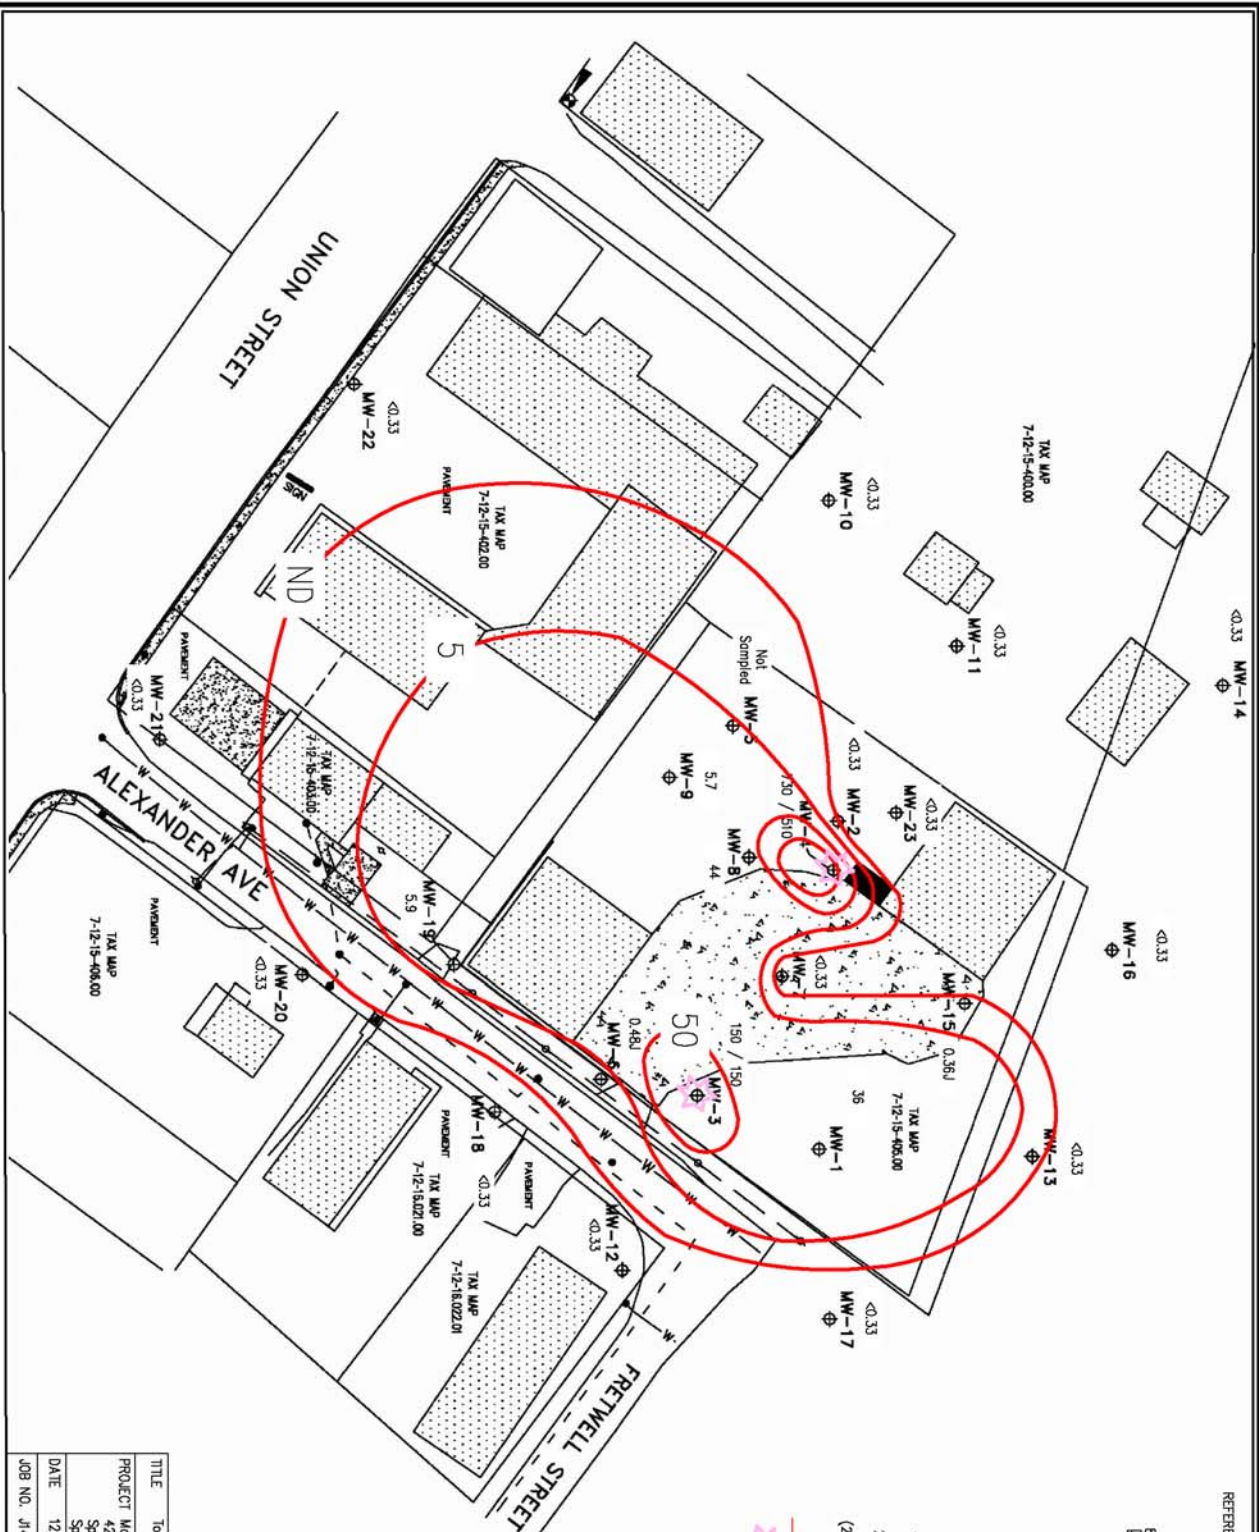 REFERE
<0.33
MW-14
<0.33
MW-16
TAX MAP
7-12-15-400.00
<0.33
MW-11
<0.33
MW-10
<0.33
MW-23
<0.33
MW-2
Not
Sampled
MW-5
5.7
MW-9
730 / 510
MW-8
44
<0.33
MW-15
0.36J
<0.33
MW-13
TAX MAP
7-12-15-405.00
36
MW-1
150 / 150
MW-3
50
0.48J
MW-6
<0.33
MW-17
<0.33
MW-22
UNION STREET
SIGN
PAVEMENT
TAX MAP
7-12-15-402.00
ND
5
PAVEMENT
MW-21
<0.33
TAX MAP
7-12-15-403.00
ALEXANDER AVE
W
W
W
W
W
W
W
W
W
W
W
MW-19
5.9
MW-20
<0.33
PAVEMENT
TAX MAP
7-12-15-406.00
MW-18
<0.33
PAVEMENT
TAX MAP
7-12-16.021.00
PAVEMENT
MW-12
<0.33
TAX MAP
7-12-16.022.01
FRETWELL STREET
TITLE
PROJECT
DATE 12
JOB NO.